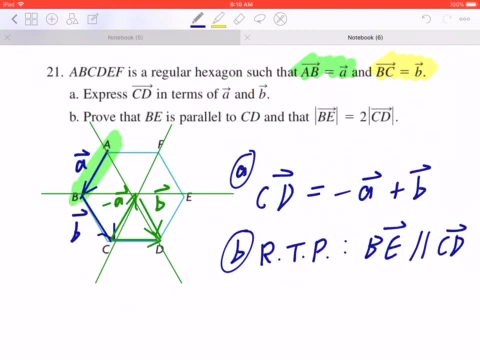 iPad
9:10 AM
100%
Notebook (5)
Notebook (6)
21. ABCDEF is a regular hexagon such that AB⃗ = a⃗ and BC⃗ = b⃗.
a. Express CD⃗ in terms of a⃗ and b⃗.
b. Prove that BE is parallel to CD and that |BE⃗| = 2|CD⃗|.
A
F
a⃗
B
-a⃗
b⃗
E
b⃗
C
D
ⓐ
CD⃗ = -a⃗ + b⃗
ⓑ R.T.P. : BE⃗ // CD⃗